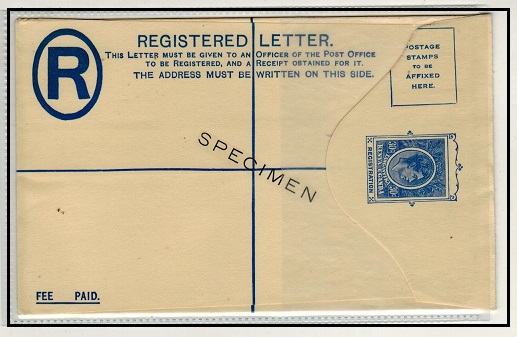 R
REGISTERED LETTER.
THIS LETTER MUST BE GIVEN TO AN OFFICER OF THE POST OFFICE
TO BE REGISTERED, AND A RECEIPT OBTAINED FOR IT.
THE ADDRESS MUST BE WRITTEN ON THIS SIDE.
POSTAGE
STAMPS
TO BE
AFFIXED
HERE.
SPECIMEN
REGISTRATION
FEE PAID.